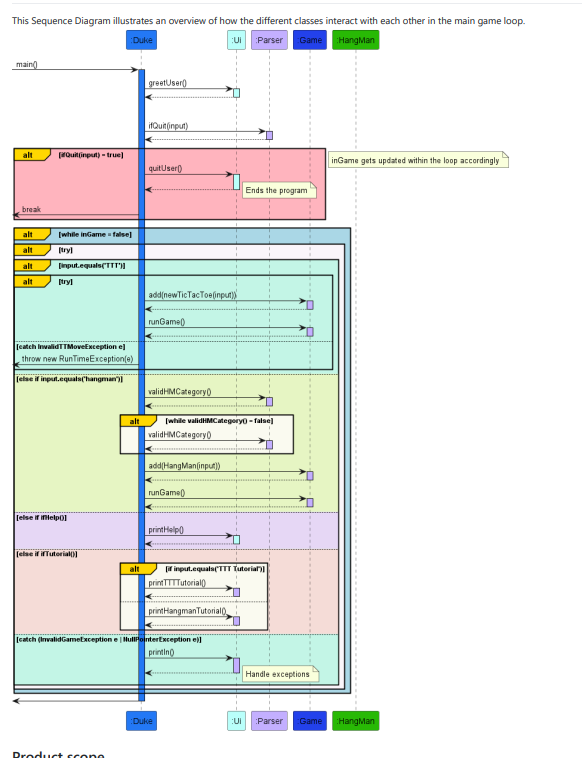 This Sequence Diagram illustrates an overview of how the different classes interact with each other in the main game loop.
:Duke :Ui :Parser :Game :HangMan
main()
greetUser()
ifQuit(input)
alt [ifQuit(input) = true]
inGame gets updated within the loop accordingly
quitUser()
Ends the program
break
alt [while inGame = false]
alt [try]
alt [input.equals("TTT")]
alt [try]
add(newTicTacToe(input))
runGame()
[catch InvalidTTMoveException e]
throw new RunTimeException(e)
[else if input.equals("hangman")]
validHMCategory()
alt [while validHMCategory() = false]
validHMCategory()
add(HangMan(input))
runGame()
[else if ifHelp()]
printHelp()
[else if ifTutorial()]
alt [if input.equals("TTT Tutorial")]
printTTTTutorial()
printHangmanTutorial()
[catch (InvalidGameException e | NullPointerException e)]
println()
Handle exceptions
:Duke :Ui :Parser :Game :HangMan
Product scope